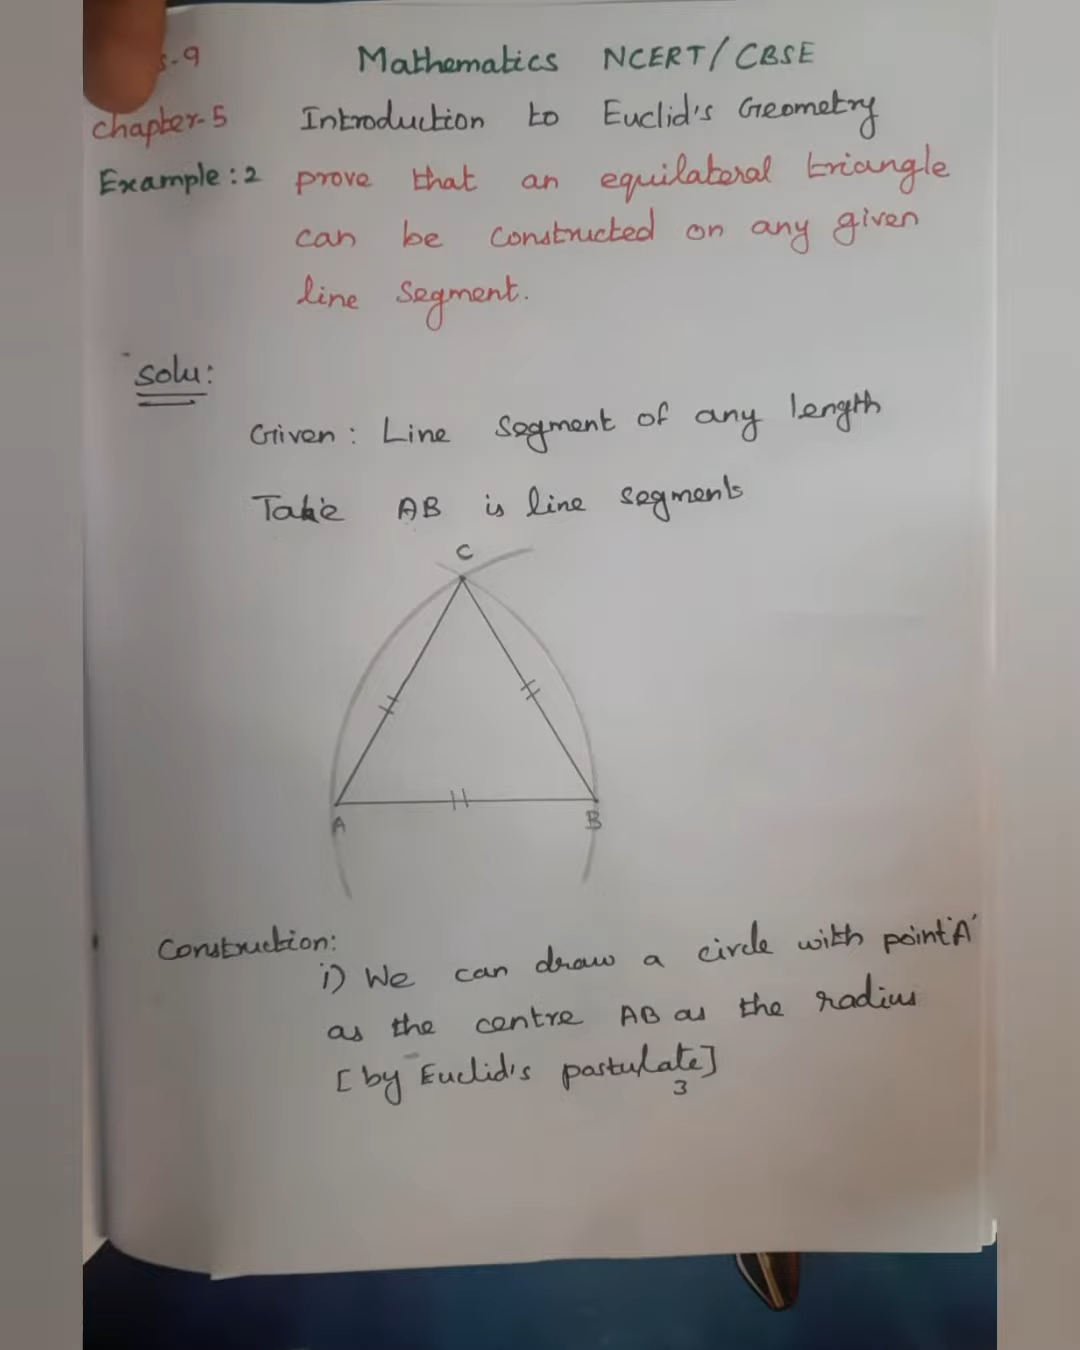 s.9 Mathematics NCERT/CBSE
Chapter-5 Introduction to Euclid's Geometry
Example:2 prove that an equilateral triangle
can be constructed on any given
line segment.
Solu:
Given: Line segment of any length
Take AB is line segments
C
A
B
Construction:
i) We can draw a circle with point 'A'
as the centre AB as the radius
[by Euclid's pastulate]
3